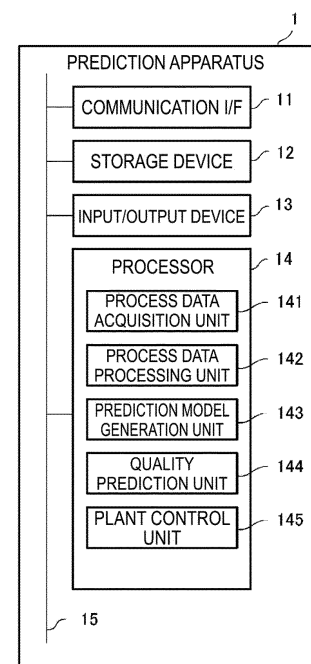 1
PREDICTION APPARATUS
COMMUNICATION I/F
11
STORAGE DEVICE
12
INPUT/OUTPUT DEVICE
13
PROCESSOR
14
PROCESS DATA
ACQUISITION UNIT
141
PROCESS DATA
PROCESSING UNIT
142
PREDICTION MODEL
GENERATION UNIT
143
QUALITY
PREDICTION UNIT
144
PLANT CONTROL
UNIT
145
15